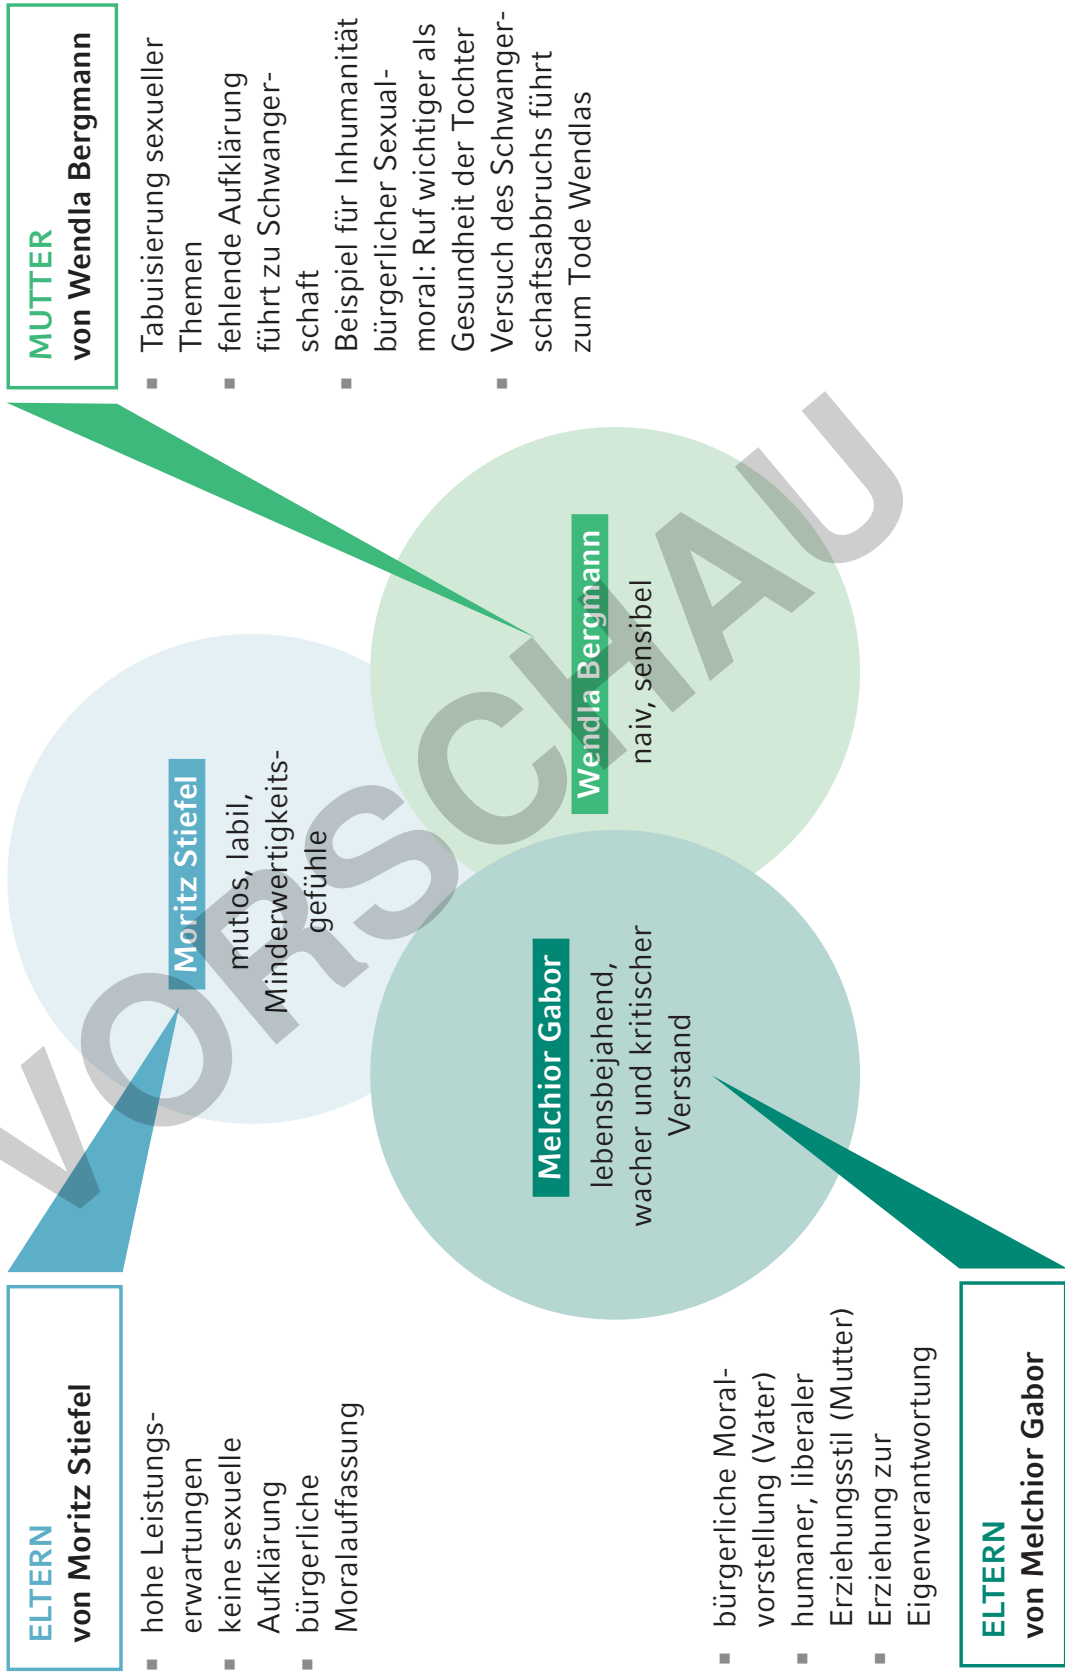 ELTERN
von Moritz Stiefel
hohe Leistungs-
erwartungen
keine sexuelle
Aufklärung
bürgerliche
Moralauffassung
MUTTER
von Wendla Bergmann
Tabuisierung sexueller
Themen
fehlende Aufklärung
führt zu Schwanger-
schaft
Beispiel für Inhumanität
bürgerlicher Sexual-
moral: Ruf wichtiger als
Gesundheit der Tochter
Versuch des Schwanger-
schaftsabbruchs führt
zum Tode Wendlas
Moritz Stiefel
mutlos, labil,
Minderwertigkeits-
gefühle
Melchior Gabor
lebensbejahend,
wacher und kritischer
Verstand
Wendla Bergmann
naiv, sensibel
bürgerliche Moral-
vorstellung (Vater)
humaner, liberaler
Erziehungsstil (Mutter)
Erziehung zur
Eigenverantwortung
ELTERN
von Melchior Gabor
VORSCHAU